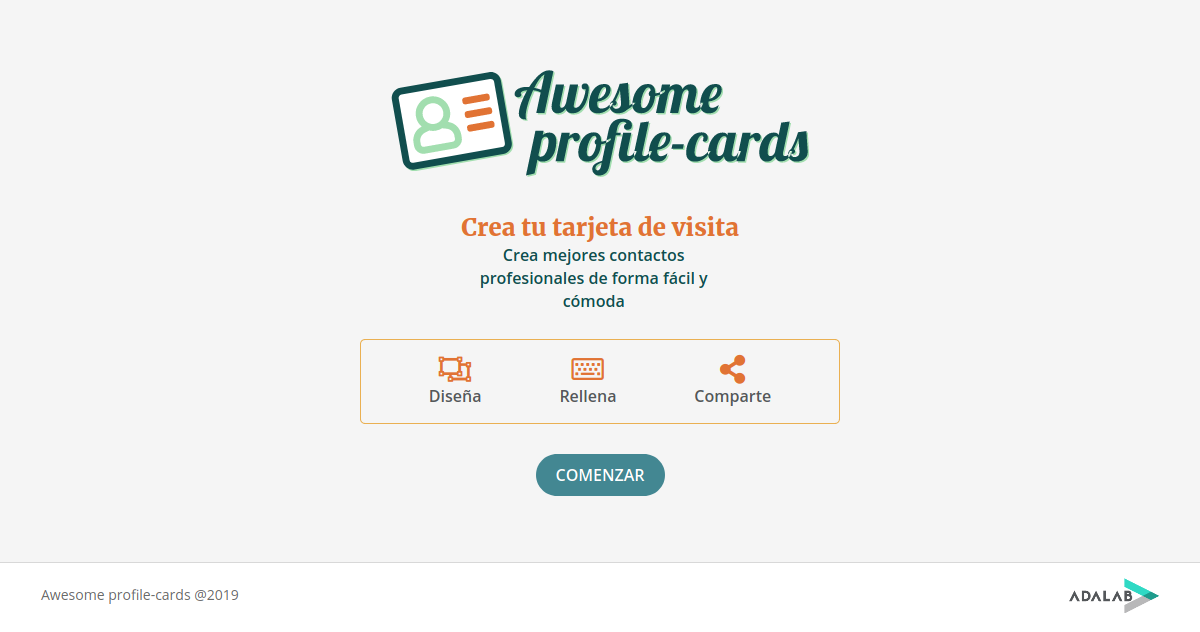 Awesome
profile-cards
Crea tu tarjeta de visita
Crea mejores contactos
profesionales de forma fácil y
cómoda
Diseña
Rellena
Comparte
COMENZAR
Awesome profile-cards @2019
ADALAB